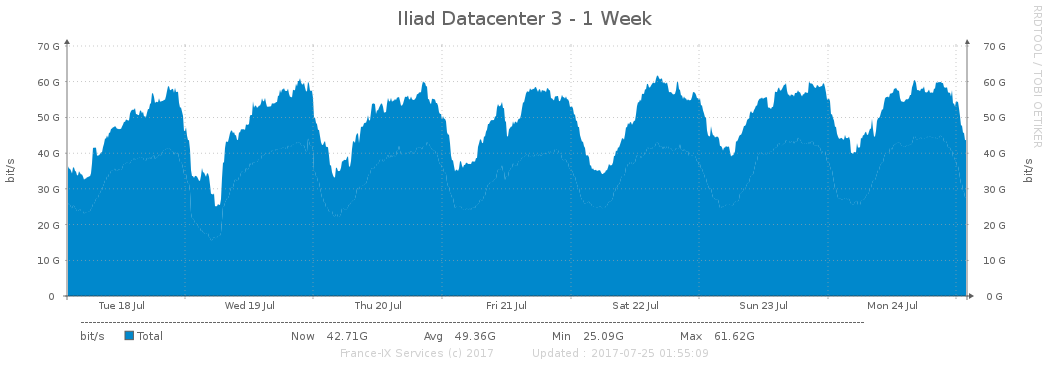 Iliad Datacenter 3 - 1 Week
RRDTOOL / TOBI OETIKER
70 G 70 G
60 G 60 G
50 G 50 G
40 G 40 G
30 G 30 G
20 G 20 G
10 G 10 G
0 0 G
bit/s bit/s
Tue 18 Jul Wed 19 Jul Thu 20 Jul Fri 21 Jul Sat 22 Jul Sun 23 Jul Mon 24 Jul
bit/s Total Now 42.71G Avg 49.36G Min 25.09G Max 61.62G
France-IX Services (c) 2017 Updated : 2017-07-25 01:55:09